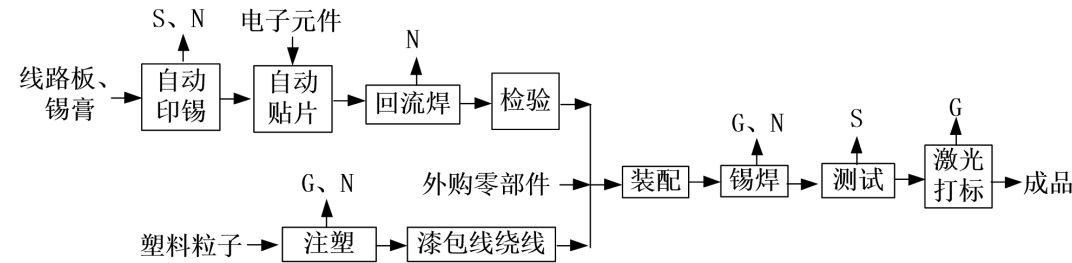 S、N
电子元件
N
线路板、
锡膏
自动
印锡
自动
贴片
回流焊
检验
G、N
S
G
外购零部件
装配
锡焊
测试
激光
打标
成品
G、N
塑料粒子
注塑
漆包线绕线